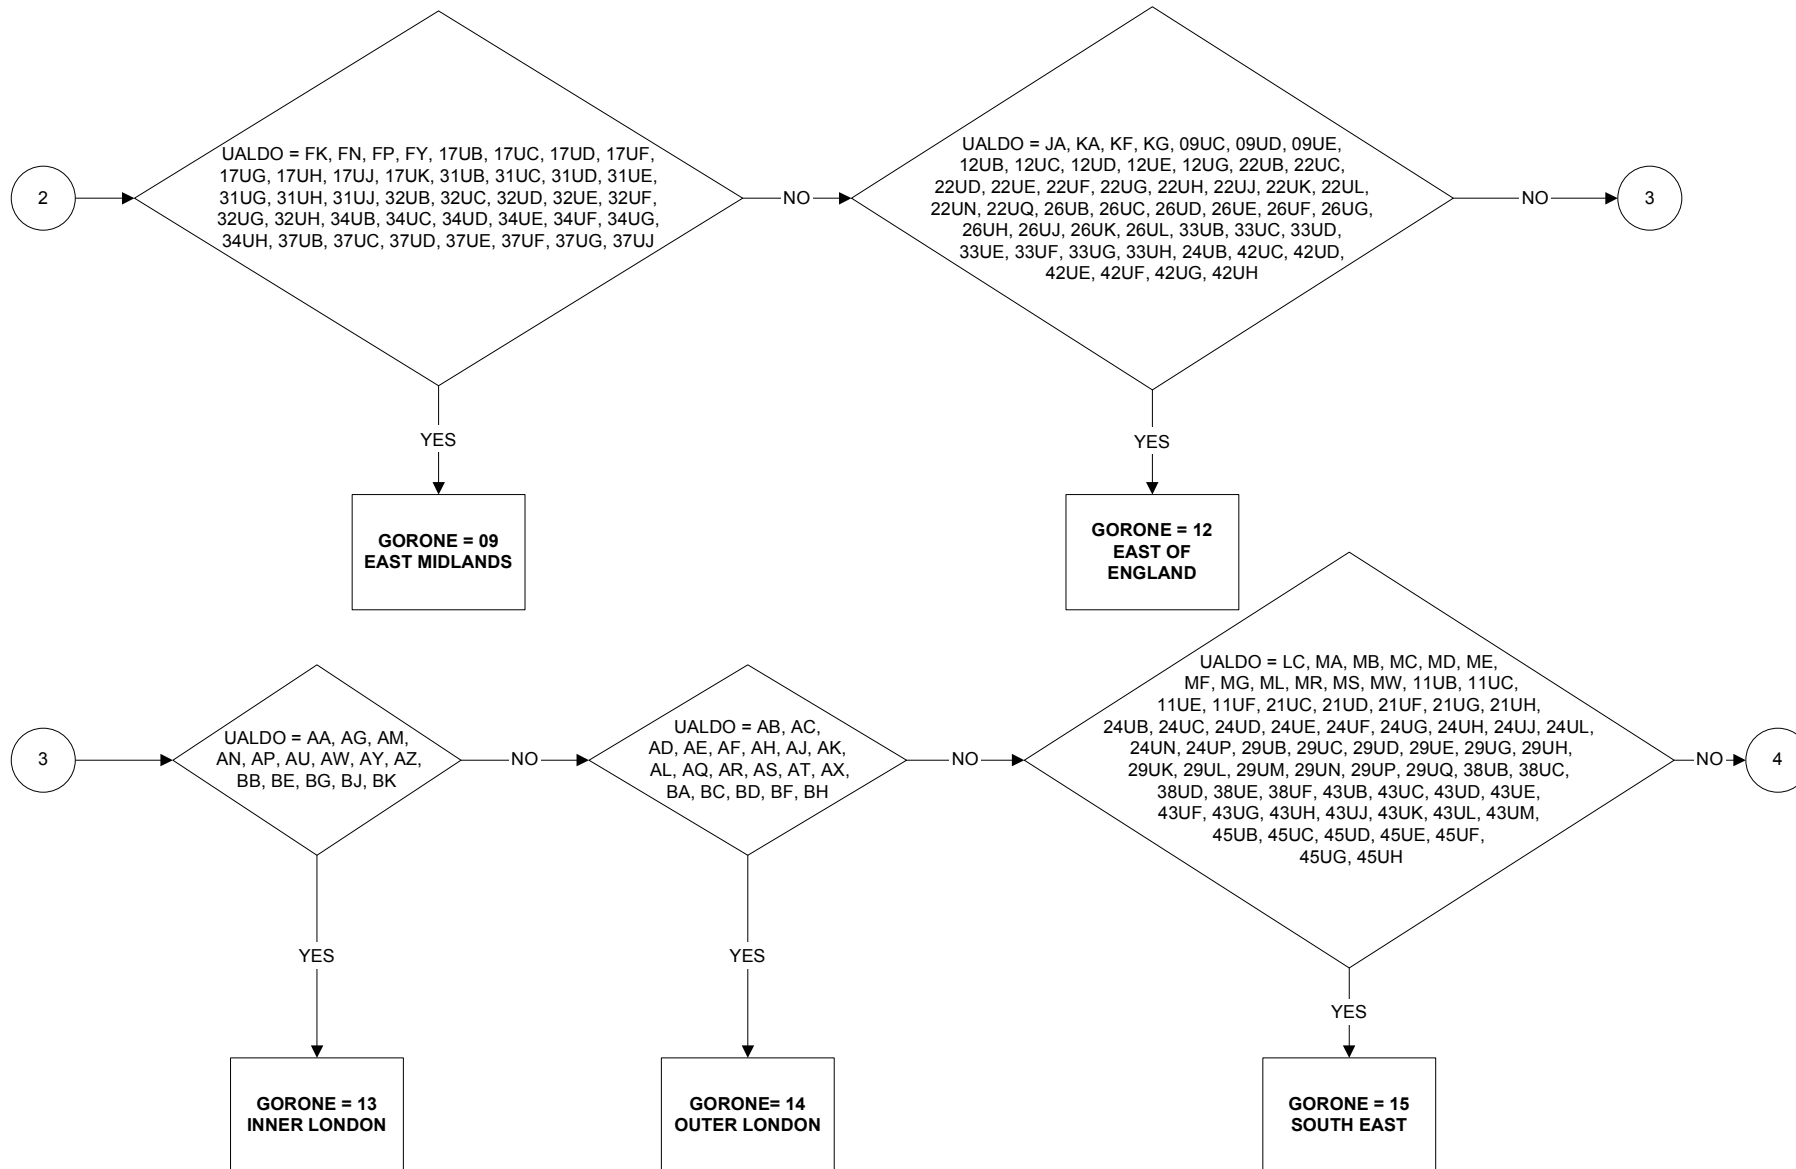 2
UALDO = FK, FN, FP, FY, 17UB, 17UC, 17UD, 17UF,
17UG, 17UH, 17UJ, 17UK, 31UB, 31UC, 31UD, 31UE,
31UG, 31UH, 31UJ, 32UB, 32UC, 32UD, 32UE, 32UF,
32UG, 32UH, 34UB, 34UC, 34UD, 34UE, 34UF, 34UG,
34UH, 37UB, 37UC, 37UD, 37UE, 37UF, 37UG, 37UJ
NO
UALDO = JA, KA, KF, KG, 09UC, 09UD, 09UE,
12UB, 12UC, 12UD, 12UE, 12UG, 22UB, 22UC,
22UD, 22UE, 22UF, 22UG, 22UH, 22UJ, 22UK, 22UL,
22UN, 22UQ, 26UB, 26UC, 26UD, 26UE, 26UF, 26UG,
26UH, 26UJ, 26UK, 26UL, 33UB, 33UC, 33UD,
33UE, 33UF, 33UG, 33UH, 24UB, 42UC, 42UD,
42UE, 42UF, 42UG, 42UH
NO
3
YES
YES
GORONE = 09
EAST MIDLANDS
GORONE = 12
EAST OF
ENGLAND
3
UALDO = AA, AG, AM,
AN, AP, AU, AW, AY, AZ,
BB, BE, BG, BJ, BK
NO
UALDO = AB, AC,
AD, AE, AF, AH, AJ, AK,
AL, AQ, AR, AS, AT, AX,
BA, BC, BD, BF, BH
NO
UALDO = LC, MA, MB, MC, MD, ME,
MF, MG, ML, MR, MS, MW, 11UB, 11UC,
11UE, 11UF, 21UC, 21UD, 21UF, 21UG, 21UH,
24UB, 24UC, 24UD, 24UE, 24UF, 24UG, 24UH, 24UJ, 24UL,
24UN, 24UP, 29UB, 29UC, 29UD, 29UE, 29UG, 29UH,
29UK, 29UL, 29UM, 29UN, 29UP, 29UQ, 38UB, 38UC,
38UD, 38UE, 38UF, 43UB, 43UC, 43UD, 43UE,
43UF, 43UG, 43UH, 43UJ, 43UK, 43UL, 43UM,
45UB, 45UC, 45UD, 45UE, 45UF,
45UG, 45UH
NO
4
YES
YES
YES
GORONE = 13
INNER LONDON
GORONE= 14
OUTER LONDON
GORONE = 15
SOUTH EAST